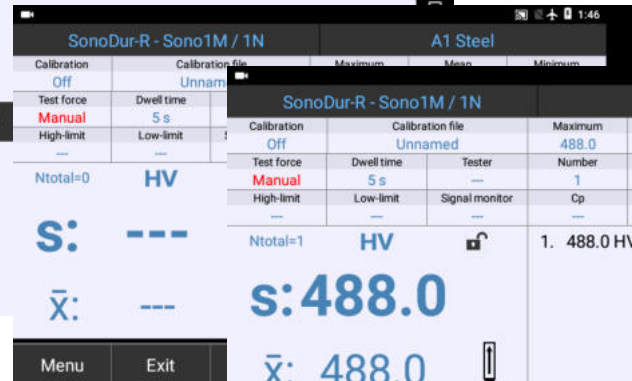 1:46
SonoDur-R - Sono1M / 1N A1 Steel
Calibration Calibration file Maximum Mean Minimum
Off Unnam
Test force Dwell time
Manual 5 s
High-limit Low-limit
--- ---
Ntotal=0 HV
s: ---
x̄: ---
Menu Exit
SonoDur-R - Sono1M / 1N
Calibration Calibration file Maximum
Off Unnamed 488.0
Test force Dwell time Tester Number
Manual 5 s --- 1
High-limit Low-limit Signal monitor Cp
--- --- --- ---
Ntotal=1 HV 1. 488.0 HV
s:488.0
x̄: 488.0